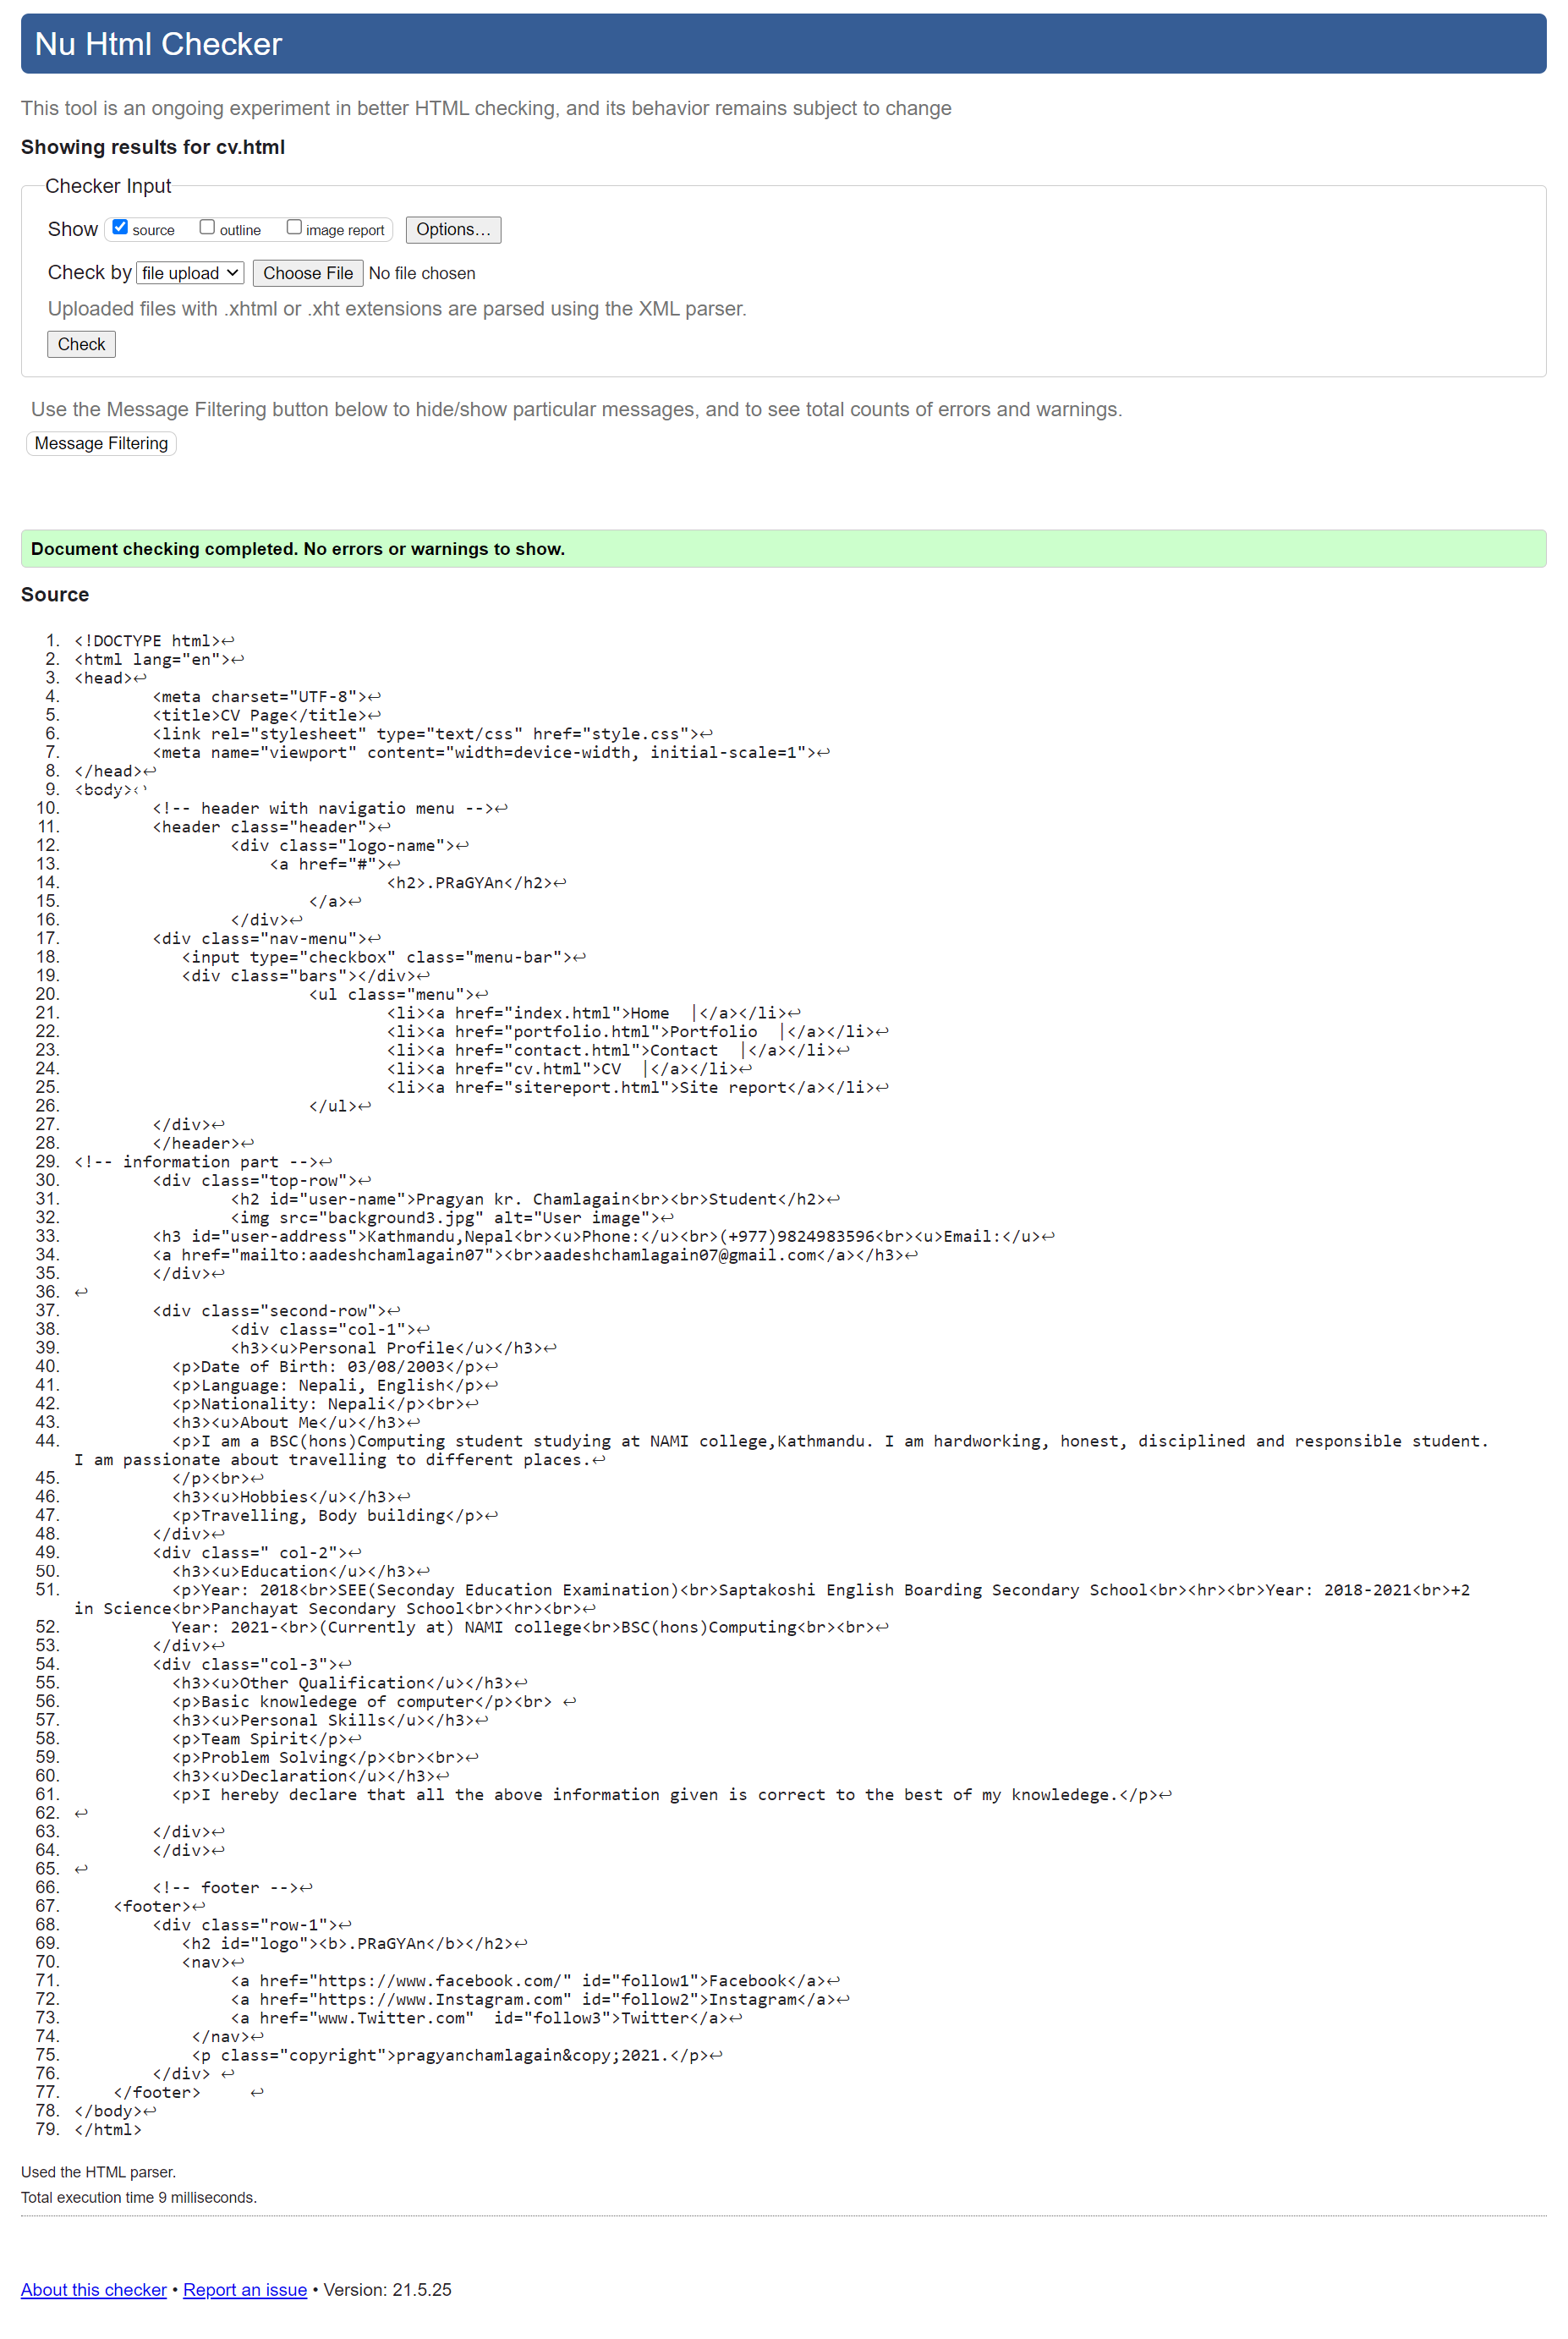 Nu Html Checker
This tool is an ongoing experiment in better HTML checking, and its behavior remains subject to change
Showing results for cv.html
Checker Input
Show source outline image report Options...
Check by file upload Choose File No file chosen
Uploaded files with .xhtml or .xht extensions are parsed using the XML parser.
Check
Use the Message Filtering button below to hide/show particular messages, and to see total counts of errors and warnings.
Message Filtering
Document checking completed. No errors or warnings to show.
Source
1. <!DOCTYPE html>↩
2. <html lang="en">↩
3. <head>↩
4. <meta charset="UTF-8">↩
5. <title>CV Page</title>↩
6. <link rel="stylesheet" type="text/css" href="style.css">↩
7. <meta name="viewport" content="width=device-width, initial-scale=1">↩
8. </head>↩
9. <body>↩
10. <!-- header with navigatio menu -->↩
11. <header class="header">↩
12. <div class="logo-name">↩
13. <a href="#">↩
14. <h2>.PRaGYAn</h2>↩
15. </a>↩
16. </div>↩
17. <div class="nav-menu">↩
18. <input type="checkbox" class="menu-bar">↩
19. <div class="bars"></div>↩
20. <ul class="menu">↩
21. <li><a href="index.html">Home |</a></li>↩
22. <li><a href="portfolio.html">Portfolio |</a></li>↩
23. <li><a href="contact.html">Contact |</a></li>↩
24. <li><a href="cv.html">CV |</a></li>↩
25. <li><a href="sitereport.html">Site report</a></li>↩
26. </ul>↩
27. </div>↩
28. </header>↩
29. <!-- information part -->↩
30. <div class="top-row">↩
31. <h2 id="user-name">Pragyan kr. Chamlagain<br><br>Student</h2>↩
32. <img src="background3.jpg" alt="User image">↩
33. <h3 id="user-address">Kathmandu,Nepal<br><u>Phone:</u><br>(+977)9824983596<br><u>Email:</u>↩
34. <a href="mailto:aadeshchamlagain07"><br>aadeshchamlagain07@gmail.com</a></h3>↩
35. </div>↩
36. ↩
37. <div class="second-row">↩
38. <div class="col-1">↩
39. <h3><u>Personal Profile</u></h3>↩
40. <p>Date of Birth: 03/08/2003</p>↩
41. <p>Language: Nepali, English</p>↩
42. <p>Nationality: Nepali</p><br>↩
43. <h3><u>About Me</u></h3>↩
44. <p>I am a BSC(hons)Computing student studying at NAMI college,Kathmandu. I am hardworking, honest, disciplined and responsible student.
I am passionate about travelling to different places.↩
45. </p><br>↩
46. <h3><u>Hobbies</u></h3>↩
47. <p>Travelling, Body building</p>↩
48. </div>↩
49. <div class=" col-2">↩
50. <h3><u>Education</u></h3>↩
51. <p>Year: 2018<br>SEE(Seconday Education Examination)<br>Saptakoshi English Boarding Secondary School<br><hr><br>Year: 2018-2021<br>+2
in Science<br>Panchayat Secondary School<br><hr><br>↩
52. Year: 2021-<br>(Currently at) NAMI college<br>BSC(hons)Computing<br><br>↩
53. </div>↩
54. <div class="col-3">↩
55. <h3><u>Other Qualification</u></h3>↩
56. <p>Basic knowledege of computer</p><br> ↩
57. <h3><u>Personal Skills</u></h3>↩
58. <p>Team Spirit</p>↩
59. <p>Problem Solving</p><br><br>↩
60. <h3><u>Declaration</u></h3>↩
61. <p>I hereby declare that all the above information given is correct to the best of my knowledege.</p>↩
62. ↩
63. </div>↩
64. </div>↩
65. ↩
66. <!-- footer -->↩
67. <footer>↩
68. <div class="row-1">↩
69. <h2 id="logo"><b>.PRaGYAn</b></h2>↩
70. <nav>↩
71. <a href="https://www.facebook.com/" id="follow1">Facebook</a>↩
72. <a href="https://www.Instagram.com" id="follow2">Instagram</a>↩
73. <a href="www.Twitter.com"  id="follow3">Twitter</a>↩
74. </nav>↩
75. <p class="copyright">pragyanchamlagain&copy;2021.</p>↩
76. </div> ↩
77. </footer> ↩
78. </body>↩
79. </html>
Used the HTML parser.
Total execution time 9 milliseconds.
About this checker • Report an issue • Version: 21.5.25